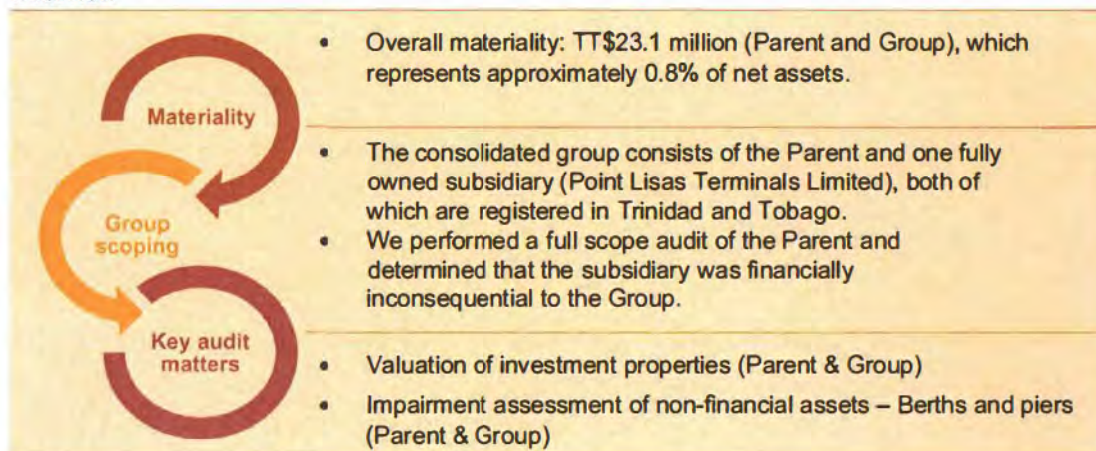 Materiality
• Overall materiality: TT$23.1 million (Parent and Group), which
represents approximately 0.8% of net assets.
Group
scoping
• The consolidated group consists of the Parent and one fully
owned subsidiary (Point Lisas Terminals Limited), both of
which are registered in Trinidad and Tobago.
• We performed a full scope audit of the Parent and
determined that the subsidiary was financially
inconsequential to the Group.
Key audit
matters
• Valuation of investment properties (Parent & Group)
• Impairment assessment of non-financial assets – Berths and piers
(Parent & Group)